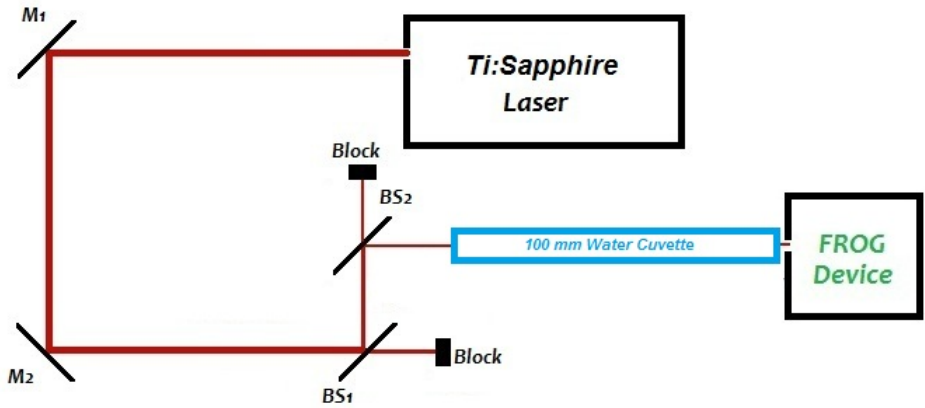 M1
Ti:Sapphire
Laser
Block
BS2
100 mm Water Cuvette
FROG
Device
M2
BS1
Block